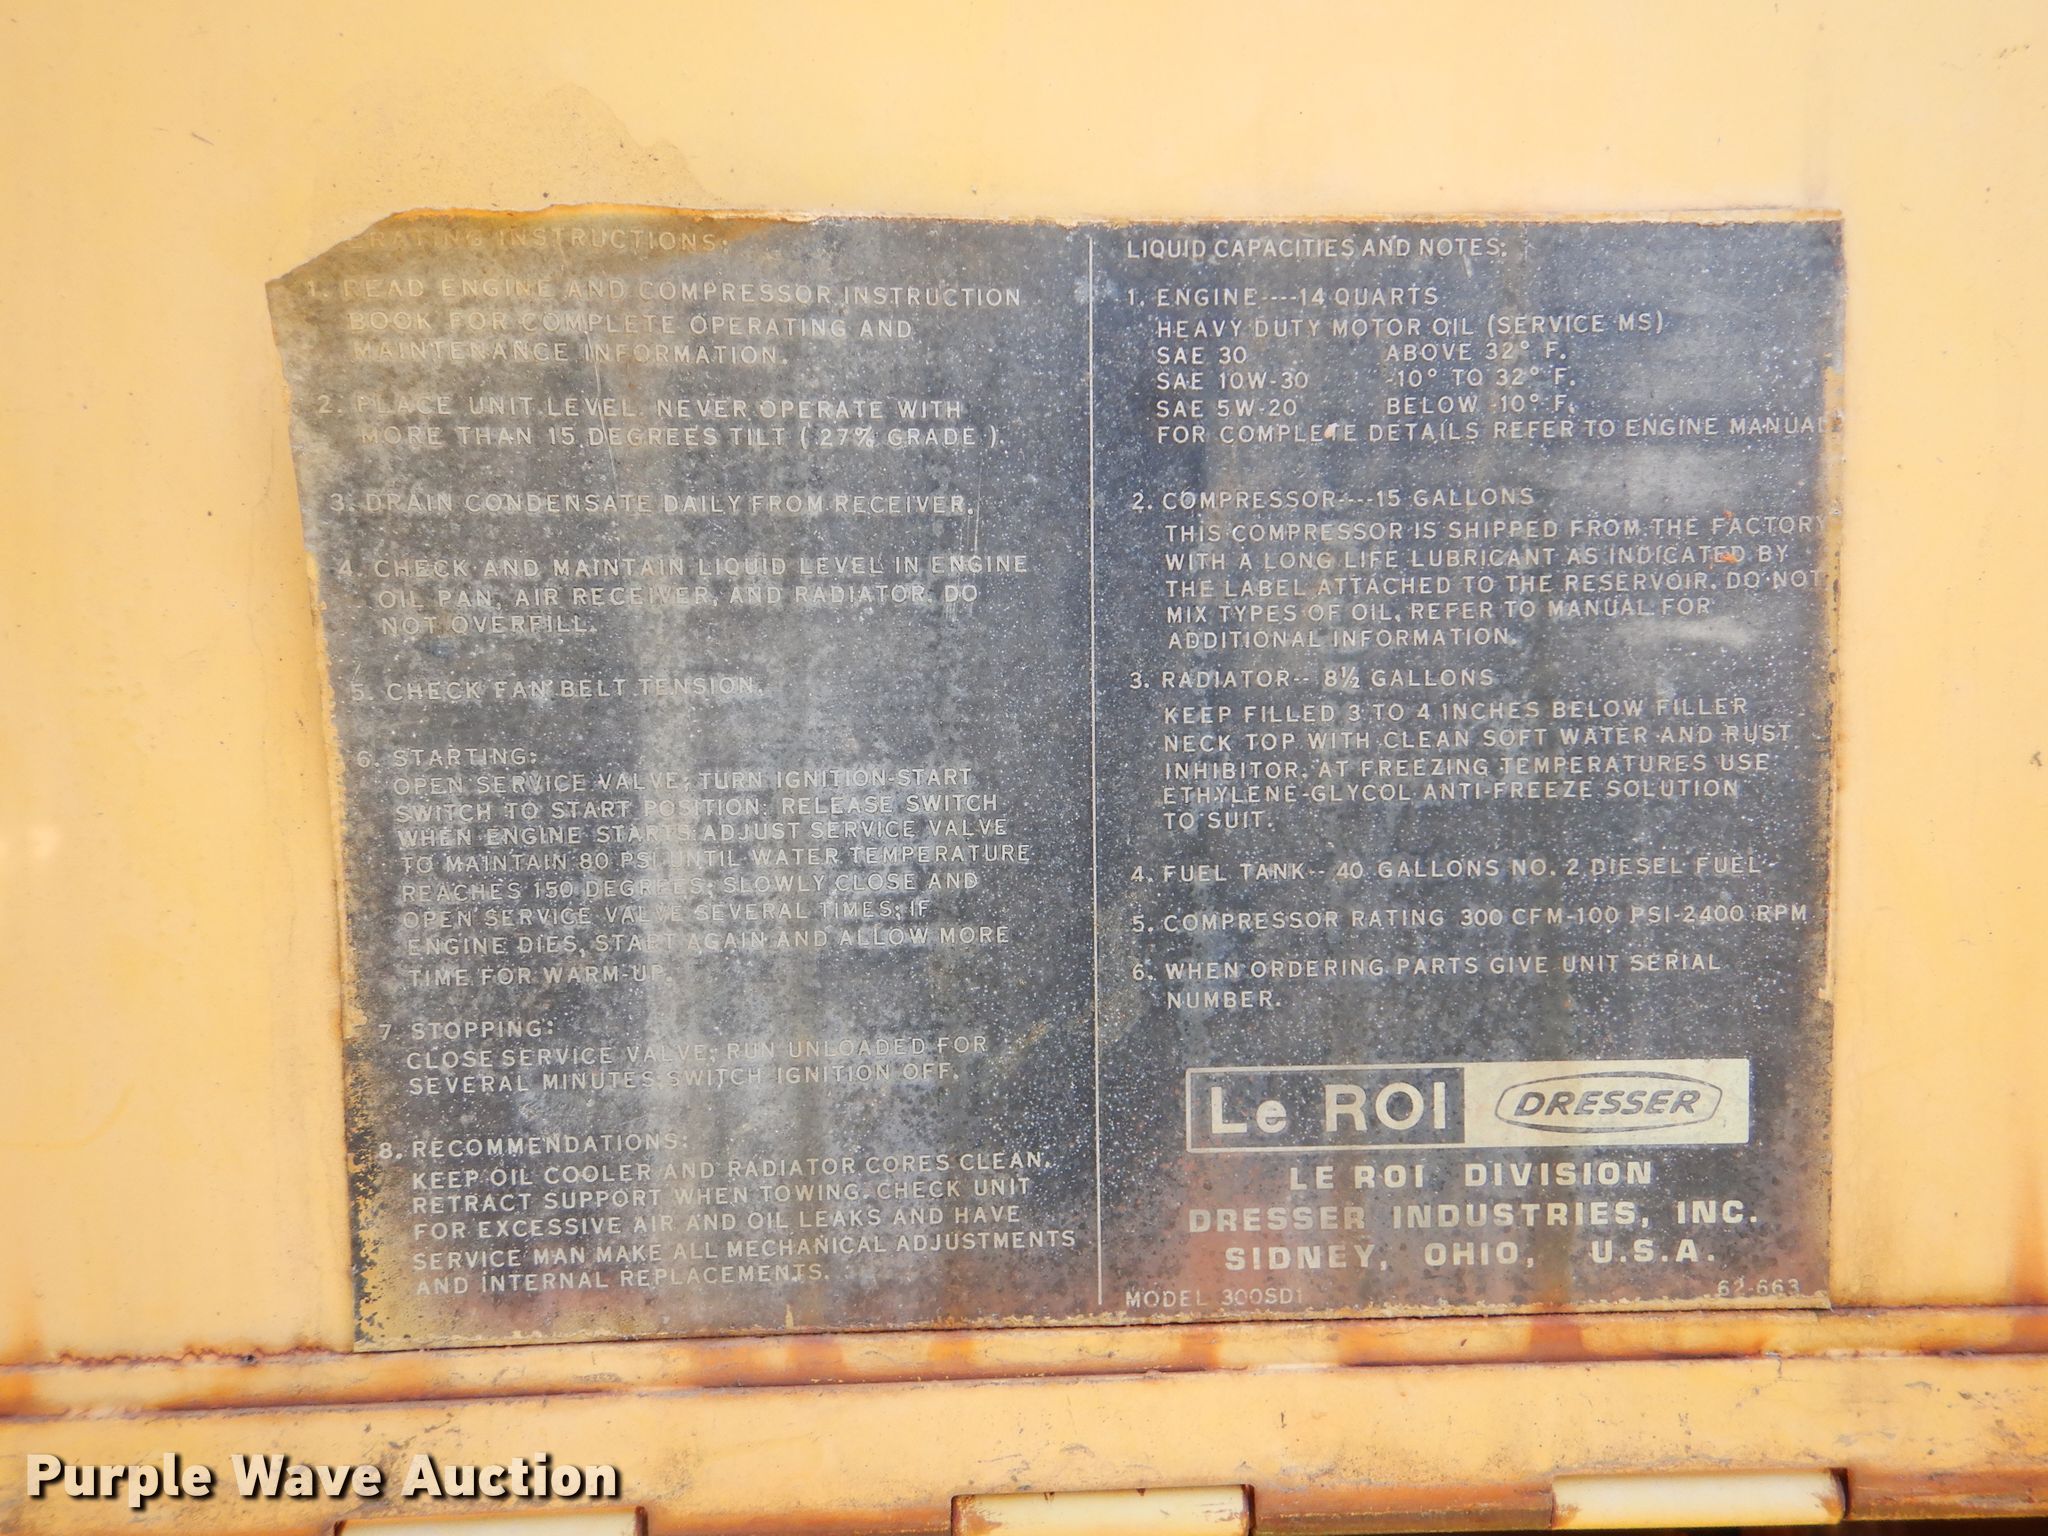 ERATING INSTRUCTIONS:
1. READ ENGINE AND COMPRESSOR INSTRUCTION
BOOK FOR COMPLETE OPERATING AND
MAINTENANCE INFORMATION.
2. PLACE UNIT LEVEL. NEVER OPERATE WITH
MORE THAN 15 DEGREES TILT ( 27% GRADE ).
3. DRAIN CONDENSATE DAILY FROM RECEIVER.
4. CHECK AND MAINTAIN LIQUID LEVEL IN ENGINE
OIL PAN, AIR RECEIVER, AND RADIATOR. DO
NOT OVERFILL.
5. CHECK FAN BELT TENSION.
6. STARTING:
OPEN SERVICE VALVE; TURN IGNITION-START
SWITCH TO START POSITION; RELEASE SWITCH
WHEN ENGINE STARTS; ADJUST SERVICE VALVE
TO MAINTAIN 80 PSI UNTIL WATER TEMPERATURE
REACHES 150 DEGREES; SLOWLY CLOSE AND
OPEN SERVICE VALVE SEVERAL TIMES; IF
ENGINE DIES, START AGAIN AND ALLOW MORE
TIME FOR WARM-UP.
7 STOPPING:
CLOSE SERVICE VALVE; RUN UNLOADED FOR
SEVERAL MINUTES; SWITCH IGNITION OFF.
8. RECOMMENDATIONS:
KEEP OIL COOLER AND RADIATOR CORES CLEAN.
RETRACT SUPPORT WHEN TOWING. CHECK UNIT
FOR EXCESSIVE AIR AND OIL LEAKS AND HAVE
SERVICE MAN MAKE ALL MECHANICAL ADJUSTMENTS
AND INTERNAL REPLACEMENTS.
LIQUID CAPACITIES AND NOTES:
1. ENGINE----14 QUARTS
HEAVY DUTY MOTOR OIL (SERVICE MS)
SAE 30 ABOVE 32° F.
SAE 10W-30 -10° TO 32° F.
SAE 5W-20 BELOW -10° F.
FOR COMPLETE DETAILS REFER TO ENGINE MANUAL
2. COMPRESSOR----15 GALLONS
THIS COMPRESSOR IS SHIPPED FROM THE FACTORY
WITH A LONG LIFE LUBRICANT AS INDICATED BY
THE LABEL ATTACHED TO THE RESERVOIR. DO NOT
MIX TYPES OF OIL. REFER TO MANUAL FOR
ADDITIONAL INFORMATION.
3. RADIATOR-- 8½ GALLONS
KEEP FILLED 3 TO 4 INCHES BELOW FILLER
NECK TOP WITH CLEAN SOFT WATER AND RUST
INHIBITOR. AT FREEZING TEMPERATURES USE
ETHYLENE-GLYCOL ANTI-FREEZE SOLUTION
TO SUIT.
4. FUEL TANK-- 40 GALLONS NO. 2 DIESEL FUEL
5. COMPRESSOR RATING 300 CFM-100 PSI-2400 RPM
6. WHEN ORDERING PARTS GIVE UNIT SERIAL
NUMBER.
Le ROI DRESSER
LE ROI DIVISION
DRESSER INDUSTRIES, INC.
SIDNEY, OHIO, U.S.A.
MODEL 300SD1 62-663
Purple Wave Auction